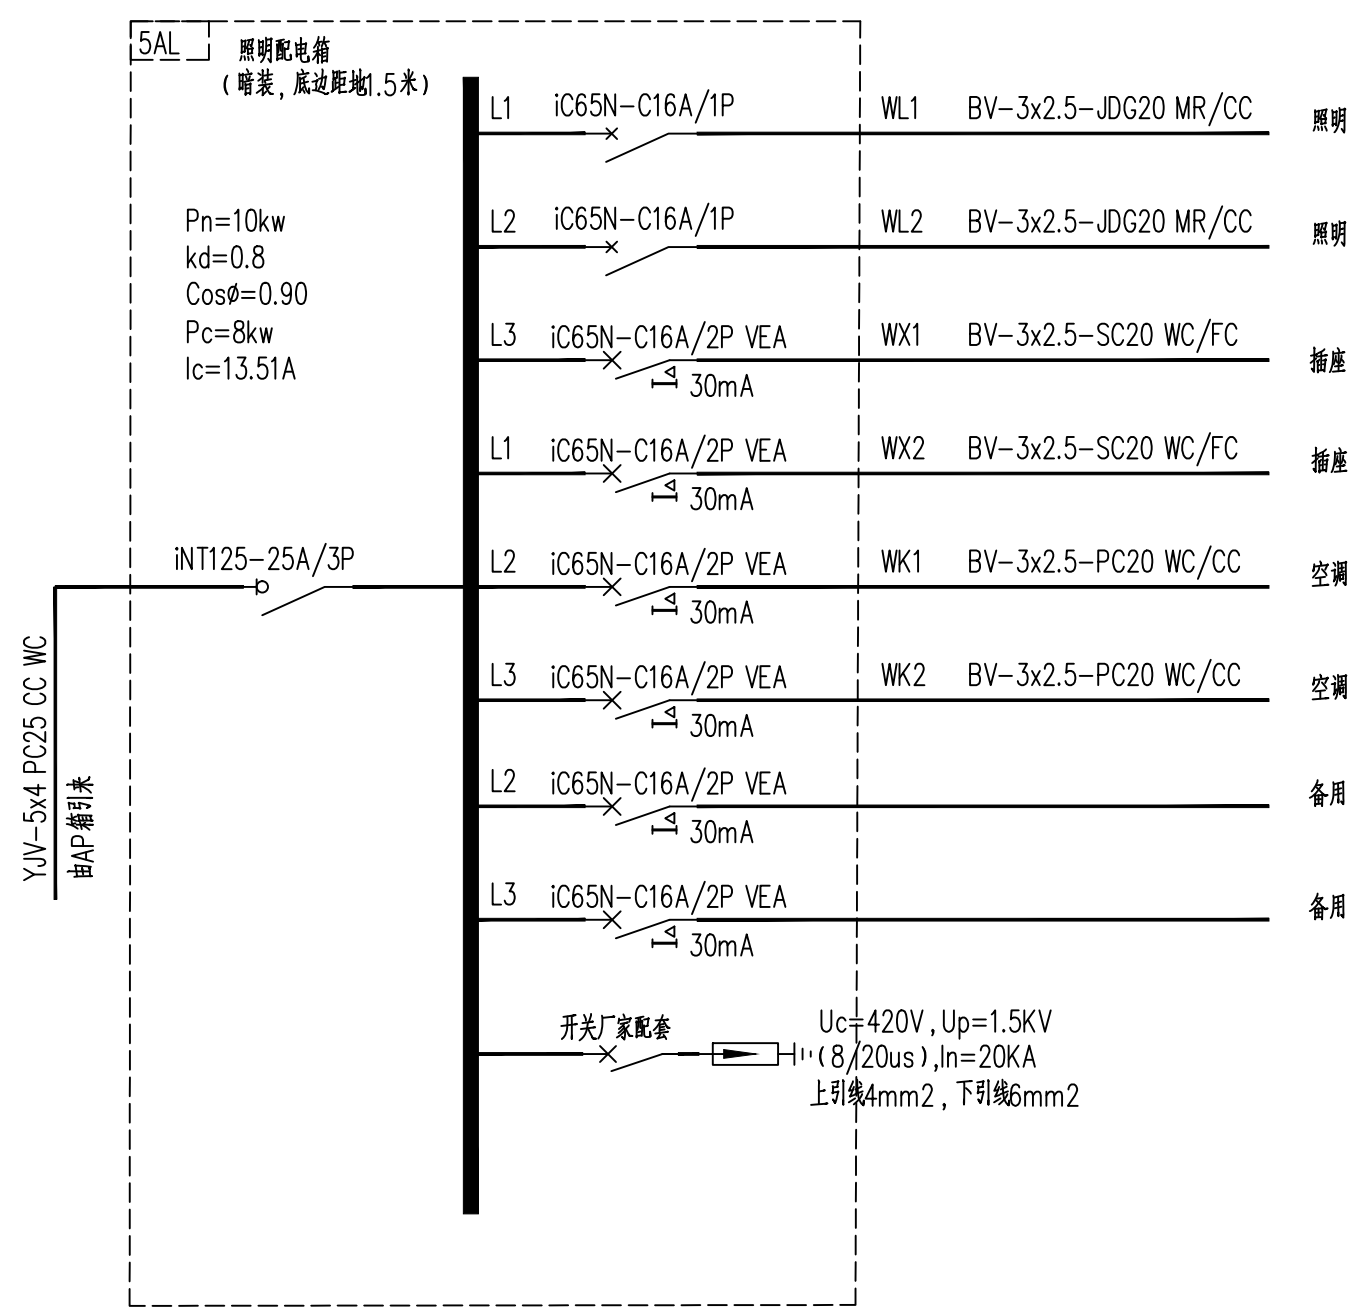 5AL
照明配电箱
(暗装,底边距地1.5米)
Pn=10kw
kd=0.8
Cosø=0.90
Pc=8kw
Ic=13.51A
iNT125-25A/3P
YJV-5x4 PC25 CC WC
由AP箱引来
L1 iC65N-C16A/1P WL1 BV-3x2.5-JDG20 MR/CC 照明
L2 iC65N-C16A/1P WL2 BV-3x2.5-JDG20 MR/CC 照明
L3 iC65N-C16A/2P VEA WX1 BV-3x2.5-SC20 WC/FC 插座
30mA
L1 iC65N-C16A/2P VEA WX2 BV-3x2.5-SC20 WC/FC 插座
30mA
L2 iC65N-C16A/2P VEA WK1 BV-3x2.5-PC20 WC/CC 空调
30mA
L3 iC65N-C16A/2P VEA WK2 BV-3x2.5-PC20 WC/CC 空调
30mA
L2 iC65N-C16A/2P VEA 备用
30mA
L3 iC65N-C16A/2P VEA 备用
30mA
开关厂家配套 Uc=420V,Up=1.5KV
(8/20us),In=20KA
上引线4mm2,下引线6mm2